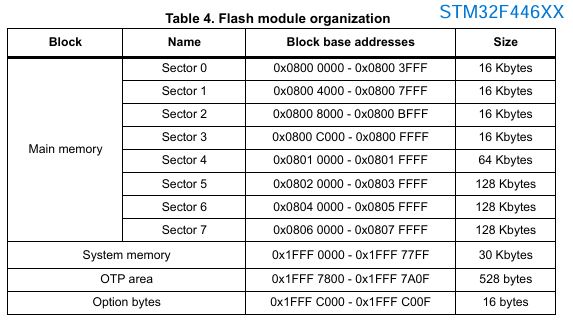 STM32F446XX
Table 4. Flash module organization
Block Name Block base addresses Size
Main memory
Sector 0 0x0800 0000 - 0x0800 3FFF 16 Kbytes
Sector 1 0x0800 4000 - 0x0800 7FFF 16 Kbytes
Sector 2 0x0800 8000 - 0x0800 BFFF 16 Kbytes
Sector 3 0x0800 C000 - 0x0800 FFFF 16 Kbytes
Sector 4 0x0801 0000 - 0x0801 FFFF 64 Kbytes
Sector 5 0x0802 0000 - 0x0803 FFFF 128 Kbytes
Sector 6 0x0804 0000 - 0x0805 FFFF 128 Kbytes
Sector 7 0x0806 0000 - 0x0807 FFFF 128 Kbytes
System memory 0x1FFF 0000 - 0x1FFF 77FF 30 Kbytes
OTP area 0x1FFF 7800 - 0x1FFF 7A0F 528 bytes
Option bytes 0x1FFF C000 - 0x1FFF C00F 16 bytes